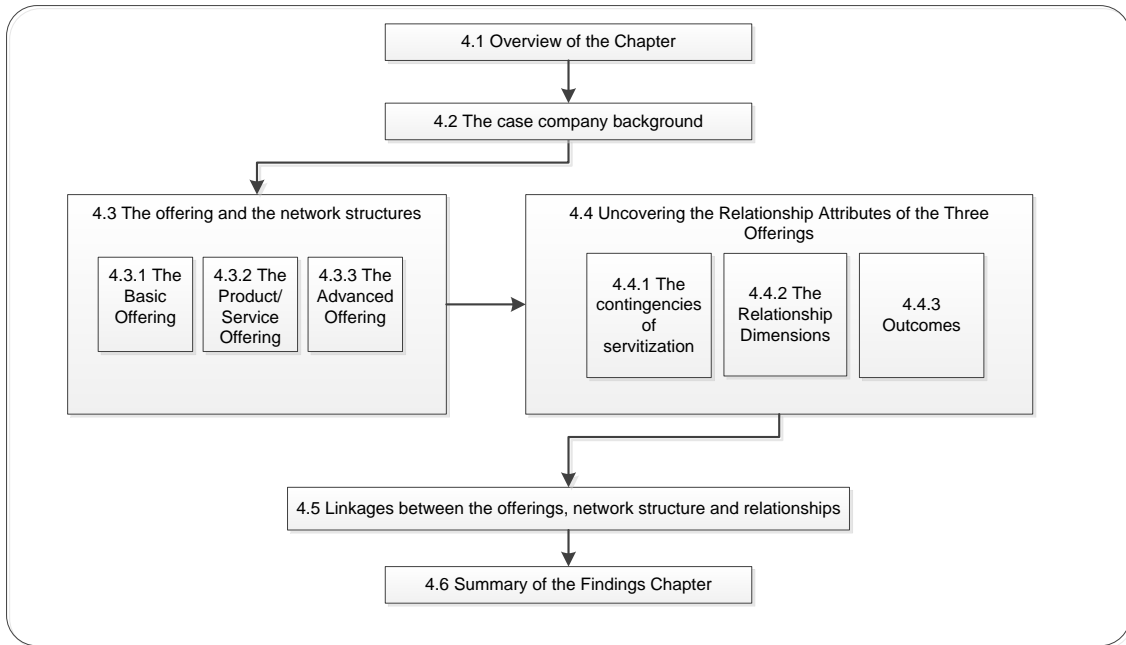 4.1 Overview of the Chapter
4.2 The case company background
4.3 The offering and the network structures
4.3.1 The
Basic
Offering
4.3.2 The
Product/
Service
Offering
4.3.3 The
Advanced
Offering
4.4 Uncovering the Relationship Attributes of the Three
Offerings
4.4.1 The
contingencies
of
servitization
4.4.2 The
Relationship
Dimensions
4.4.3
Outcomes
4.5 Linkages between the offerings, network structure and relationships
4.6 Summary of the Findings Chapter